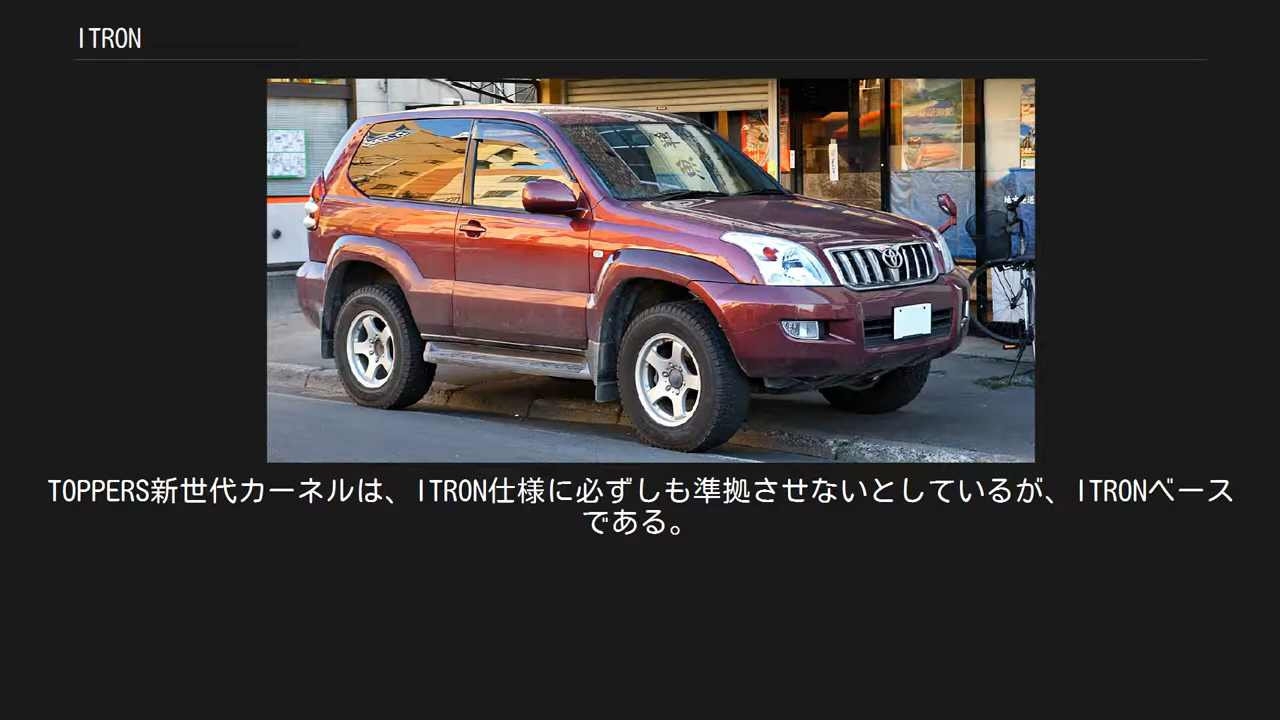 ITRON
TOPPERS新世代カーネルは、ITRON仕様に必ずしも準拠させないとしているが、ITRONベース
である。